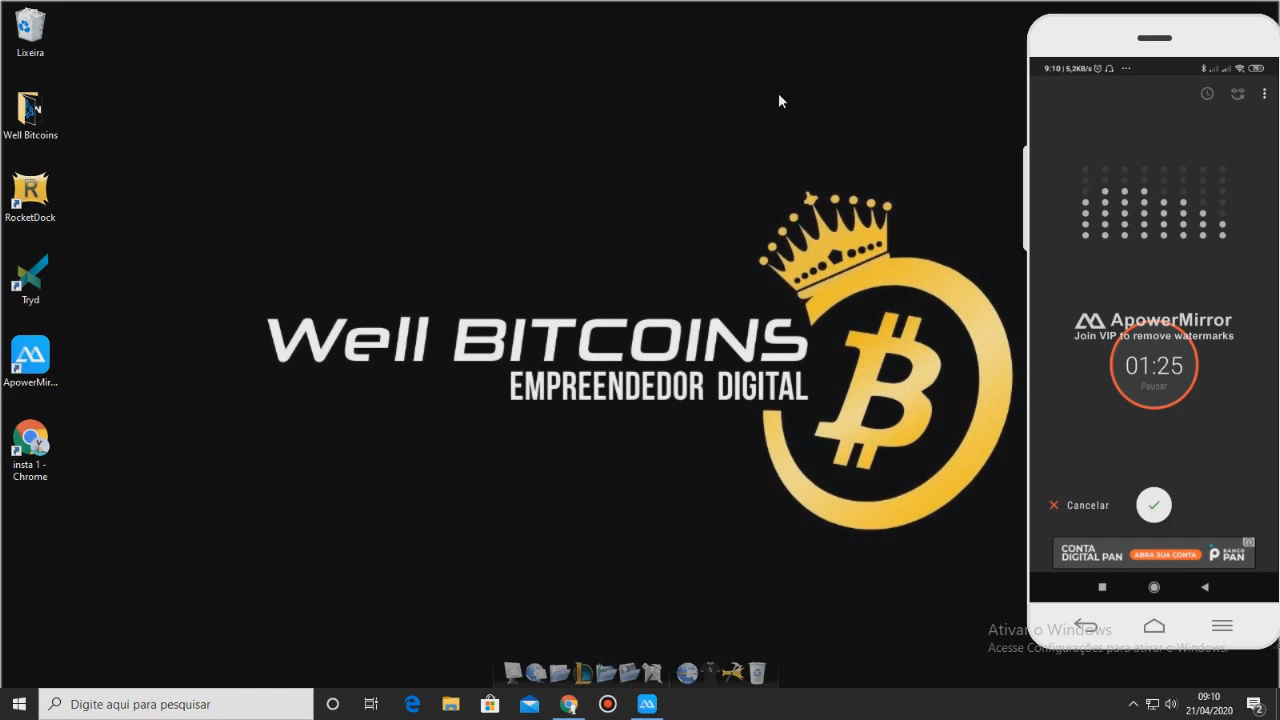 Lixeira
Well Bitcoins
RocketDock
Tryd
ApowerMir...
insta 1 -
Chrome
Well BITCOINS
EMPREENDEDOR DIGITAL
9:10 | 5,2KB/s
ApowerMirror
Join VIP to remove watermarks
01:25
Pausar
Cancelar
CONTA
DIGITAL PAN
ABRA SUA CONTA
BANCO
PAN
Ativar o Windows
Acesse Configurações para ativar o Windows.
Digite aqui para pesquisar
09:10
21/04/2020
2